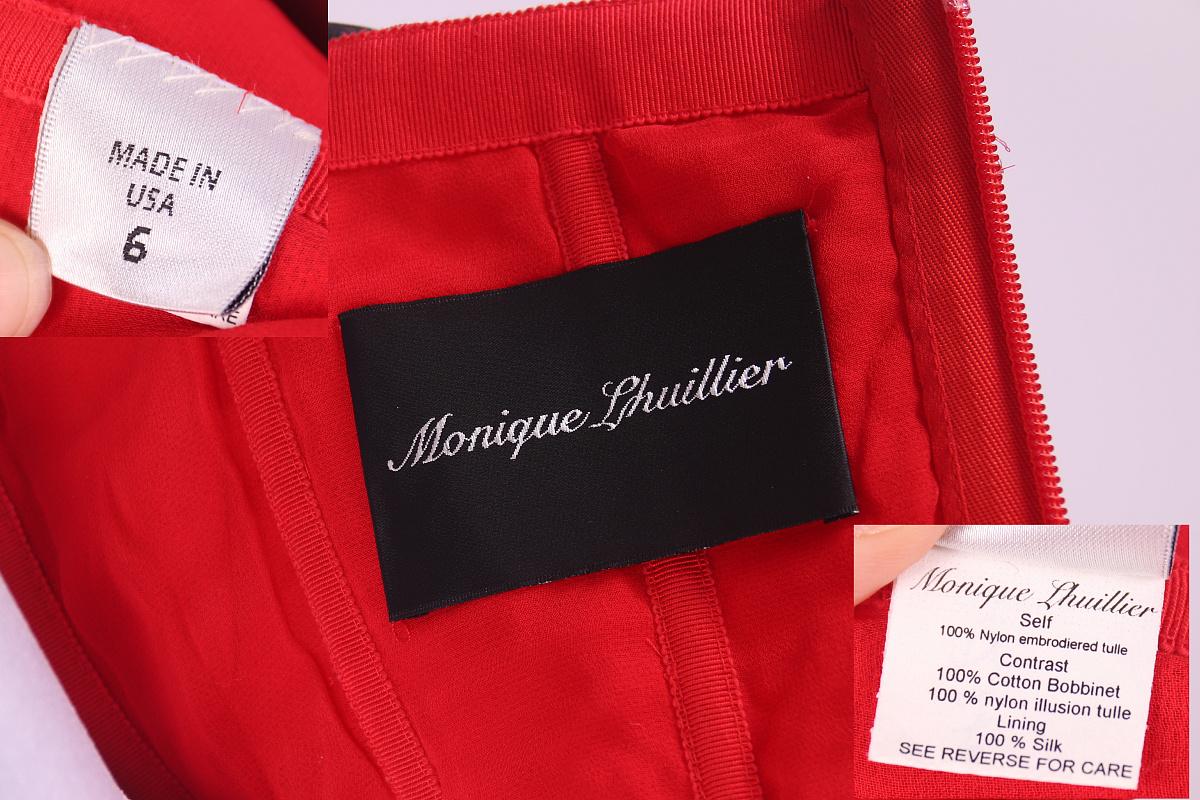 MADE IN
USA
6
Monique Lhuillier
Monique Lhuillier
Self
100% Nylon embrodiered tulle
Contrast
100% Cotton Bobbinet
100 % nylon illusion tulle
Lining
100 % Silk
SEE REVERSE FOR CARE